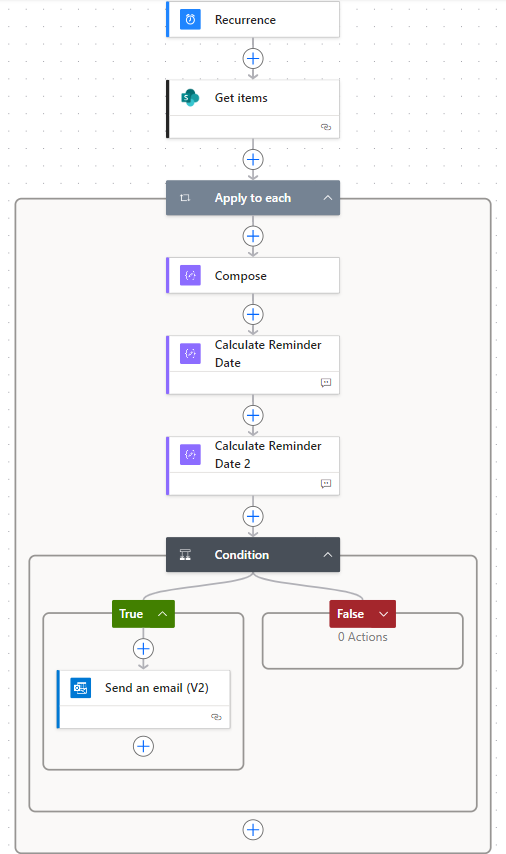 Recurrence
Get items
Apply to each
Compose
Calculate Reminder
Date
Calculate Reminder
Date 2
Condition
True
False
0 Actions
Send an email (V2)